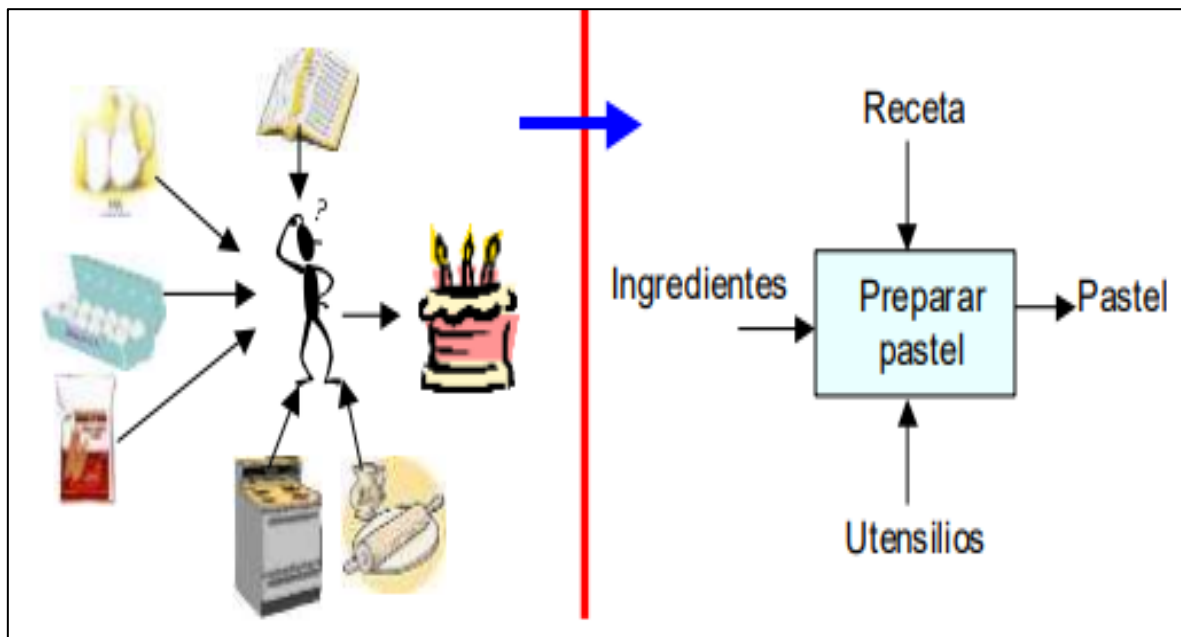 ?
Receta
Ingredientes
Preparar
pastel
Pastel
Utensilios